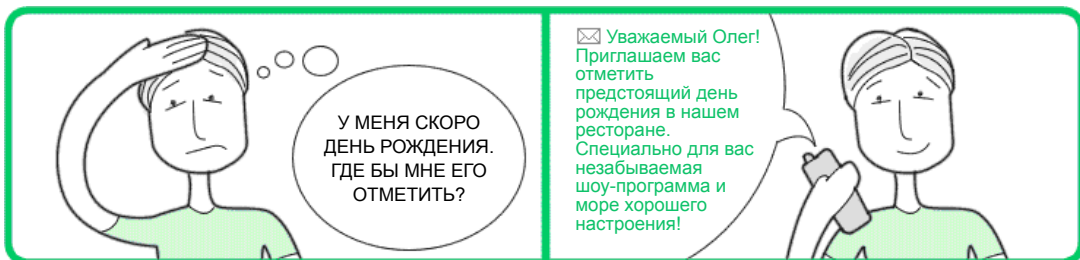 У МЕНЯ СКОРО
ДЕНЬ РОЖДЕНИЯ.
ГДЕ БЫ МНЕ ЕГО
ОТМЕТИТЬ?
Уважаемый Олег!
Приглашаем вас
отметить
предстоящий день
рождения в нашем
ресторане.
Специально для вас
незабываемая
шоу-программа и
море хорошего
настроения!